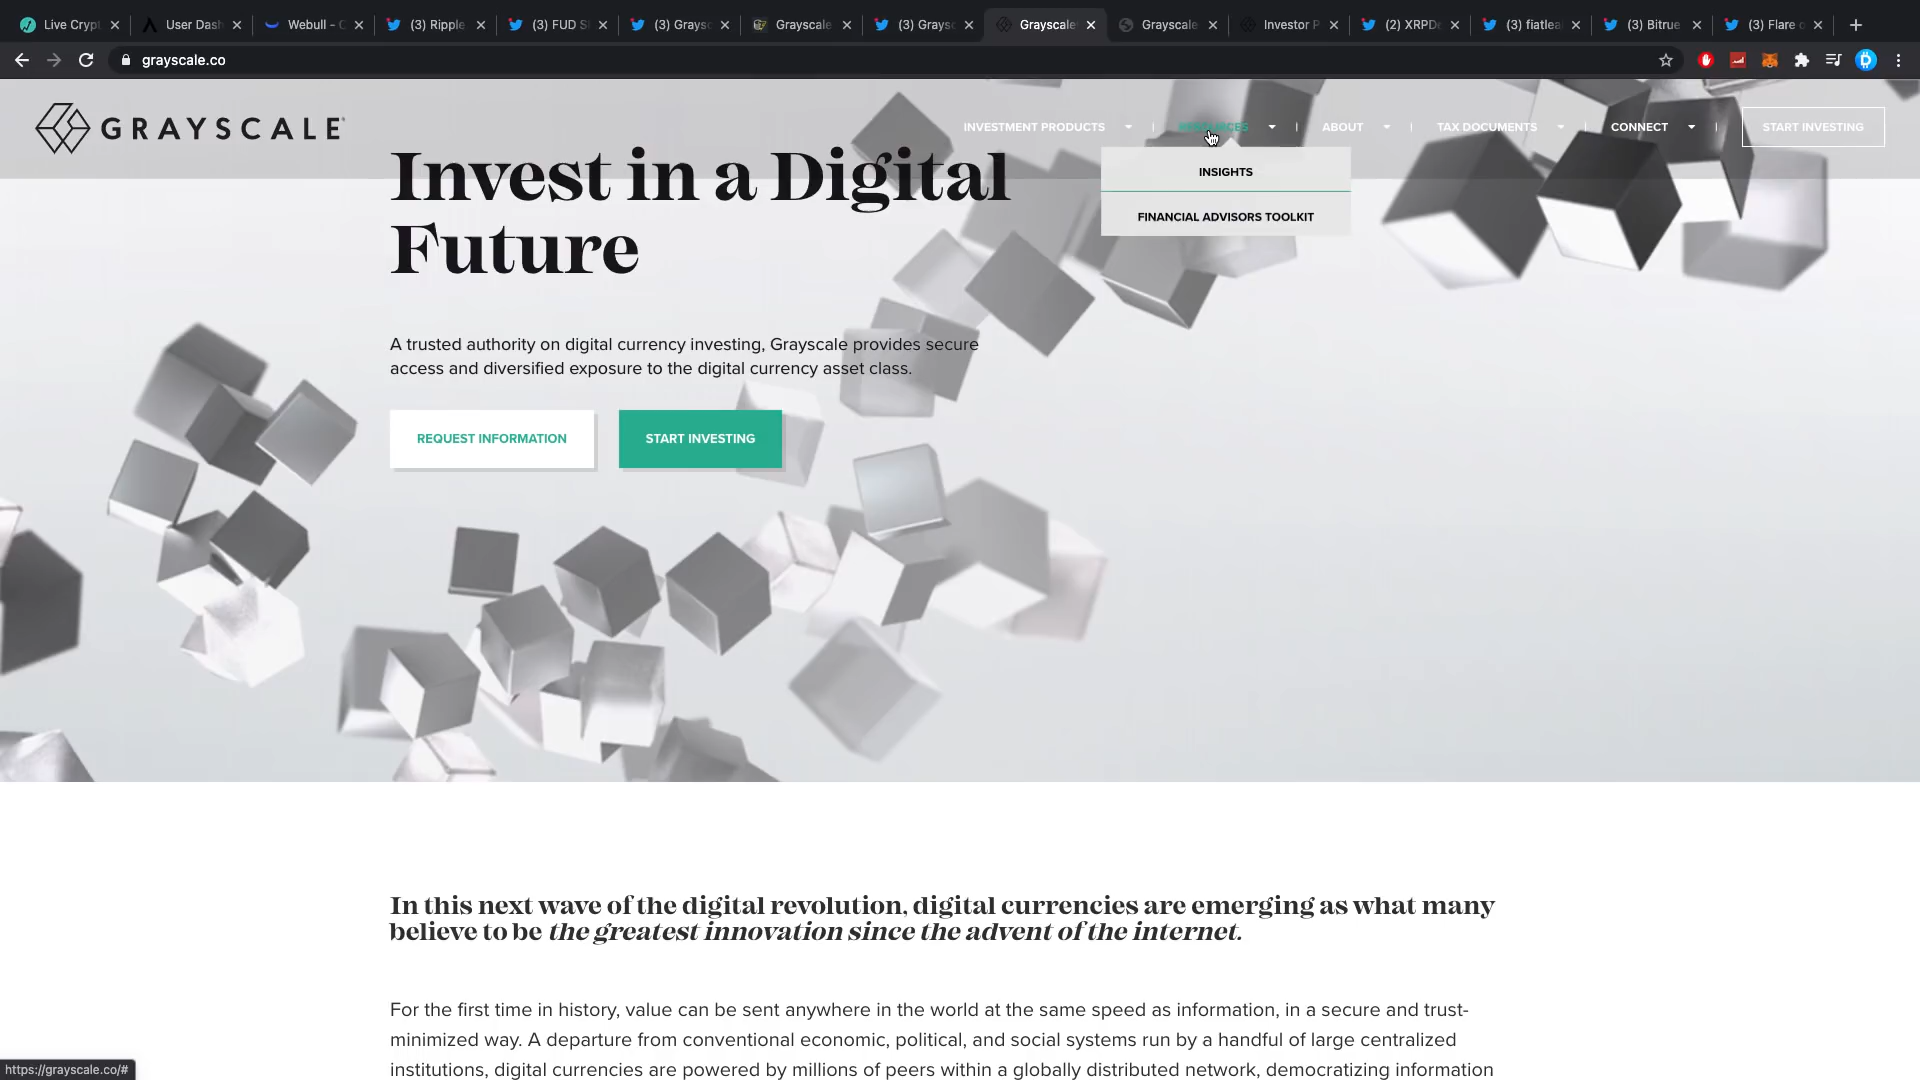 Live Crypt
User Dash
Webull - C
(3) Ripple
(3) FUD S
(3) Graysc
Grayscale
(3) Graysc
Grayscale
Grayscale
Investor P
(2) XRPD
(3) fiatlea
(3) Bitrue
(3) Flare o
grayscale.co
GRAYSCALE
INVESTMENT PRODUCTS
RESOURCES
ABOUT
TAX DOCUMENTS
CONNECT
START INVESTING
INSIGHTS
FINANCIAL ADVISORS TOOLKIT
Invest in a Digital
Future
A trusted authority on digital currency investing, Grayscale provides secure
access and diversified exposure to the digital currency asset class.
REQUEST INFORMATION
START INVESTING
In this next wave of the digital revolution, digital currencies are emerging as what many
believe to be the greatest innovation since the advent of the internet.
For the first time in history, value can be sent anywhere in the world at the same speed as information, in a secure and trust-
minimized way. A departure from conventional economic, political, and social systems run by a handful of large centralized
institutions, digital currencies are powered by millions of peers within a globally distributed network, democratizing information
https://grayscale.co/#